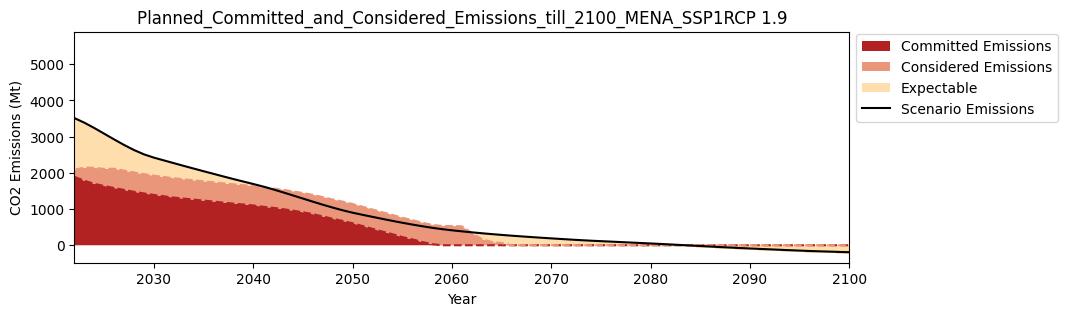 Planned_Committed_and_Considered_Emissions_till_2100_MENA_SSP1RCP 1.9
Committed Emissions
Considered Emissions
Expectable
Scenario Emissions
CO2 Emissions (Mt)
5000
4000
3000
2000
1000
0
2030 2040 2050 2060 2070 2080 2090 2100
Year